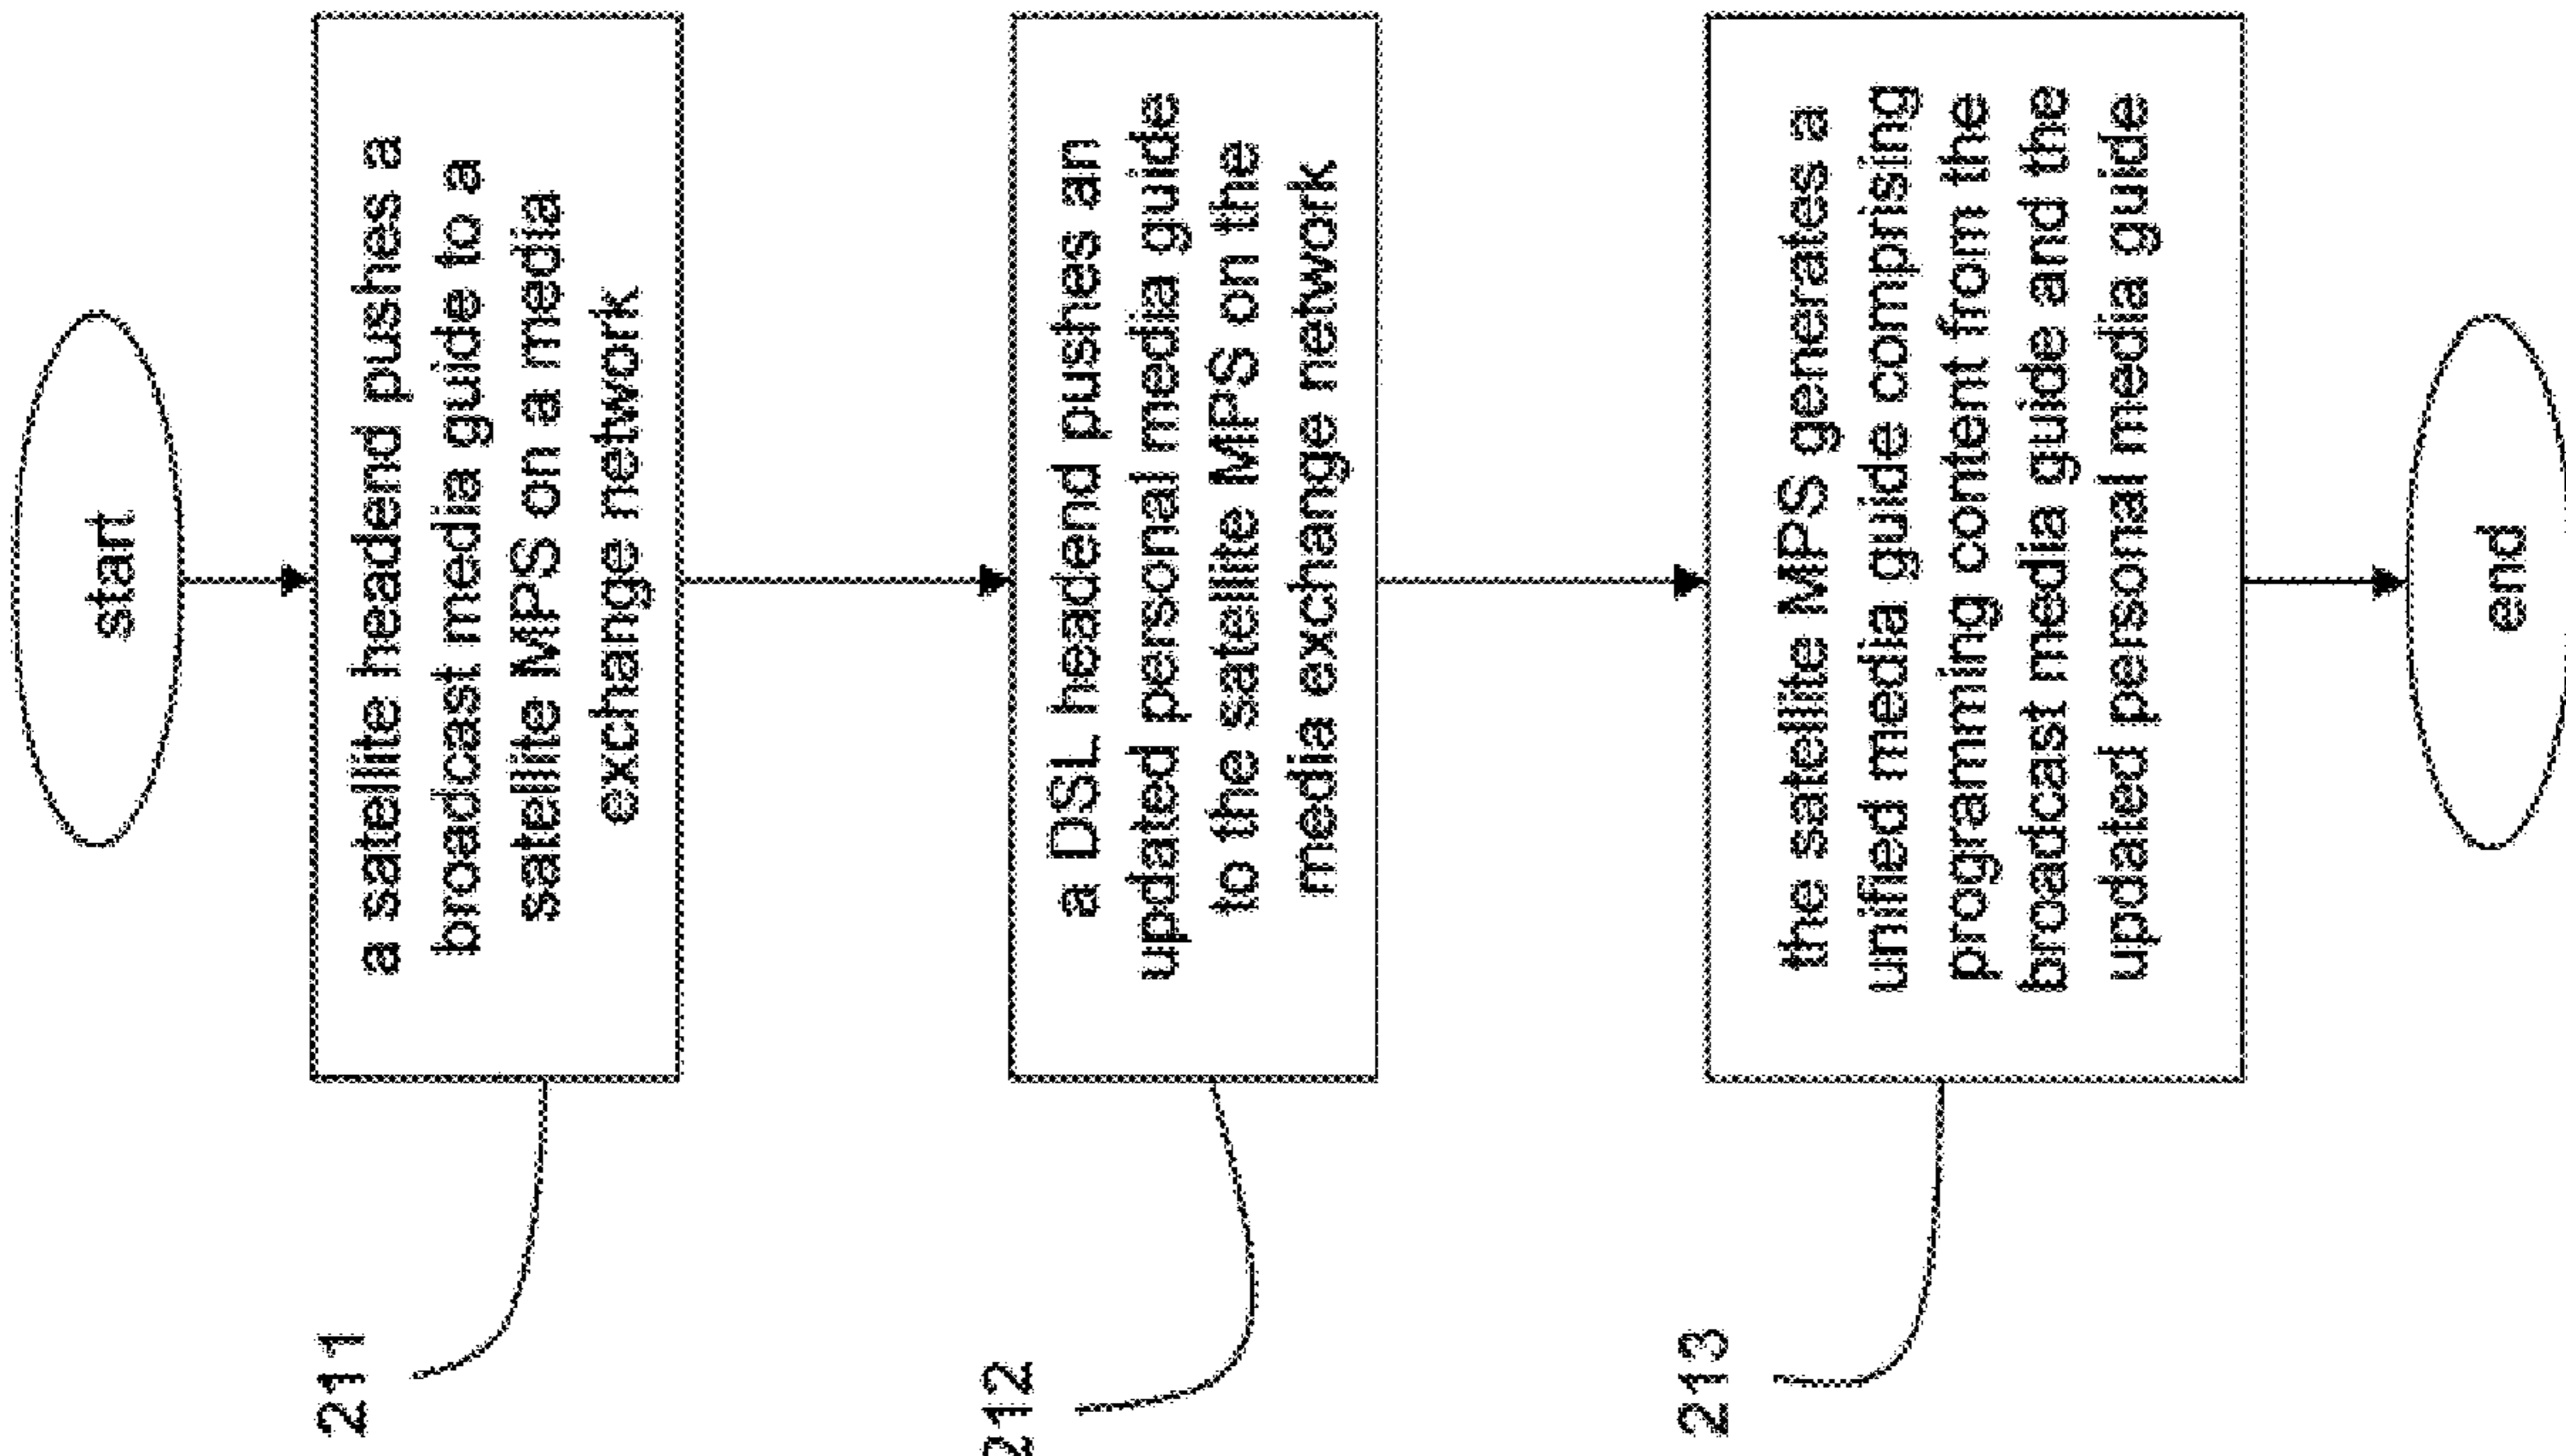 start
a satellite headend pushes a
broadcast media guide to a
satellite MPS on a media
exchange network
211
a DSL headend pushes an
updated personal media guide
to the satellite MPS on the
media exchange network
212
the satellite MPS generates a
unified media guide comprising
programming content from the
broadcast media guide and the
updated personal media guide
213
end